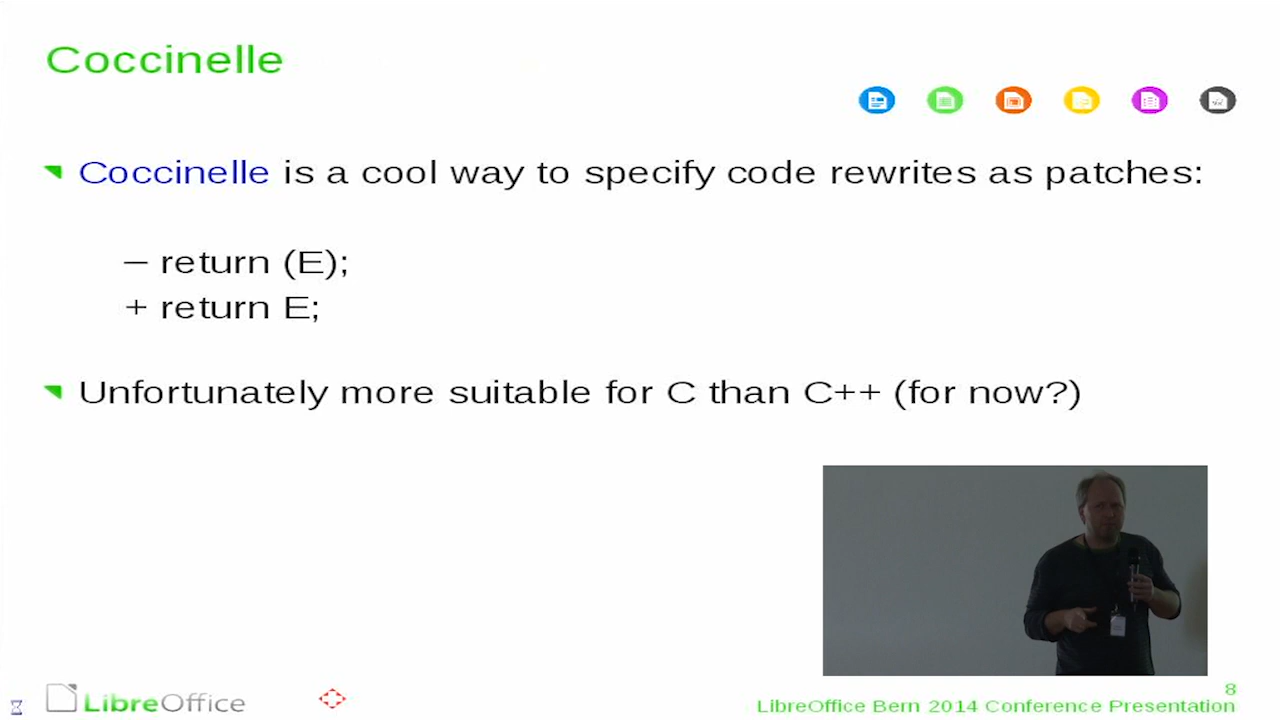 Coccinelle
Coccinelle is a cool way to specify code rewrites as patches:
– return (E);
+ return E;
Unfortunately more suitable for C than C++ (for now?)
LibreOffice
8
LibreOffice Bern 2014 Conference Presentation